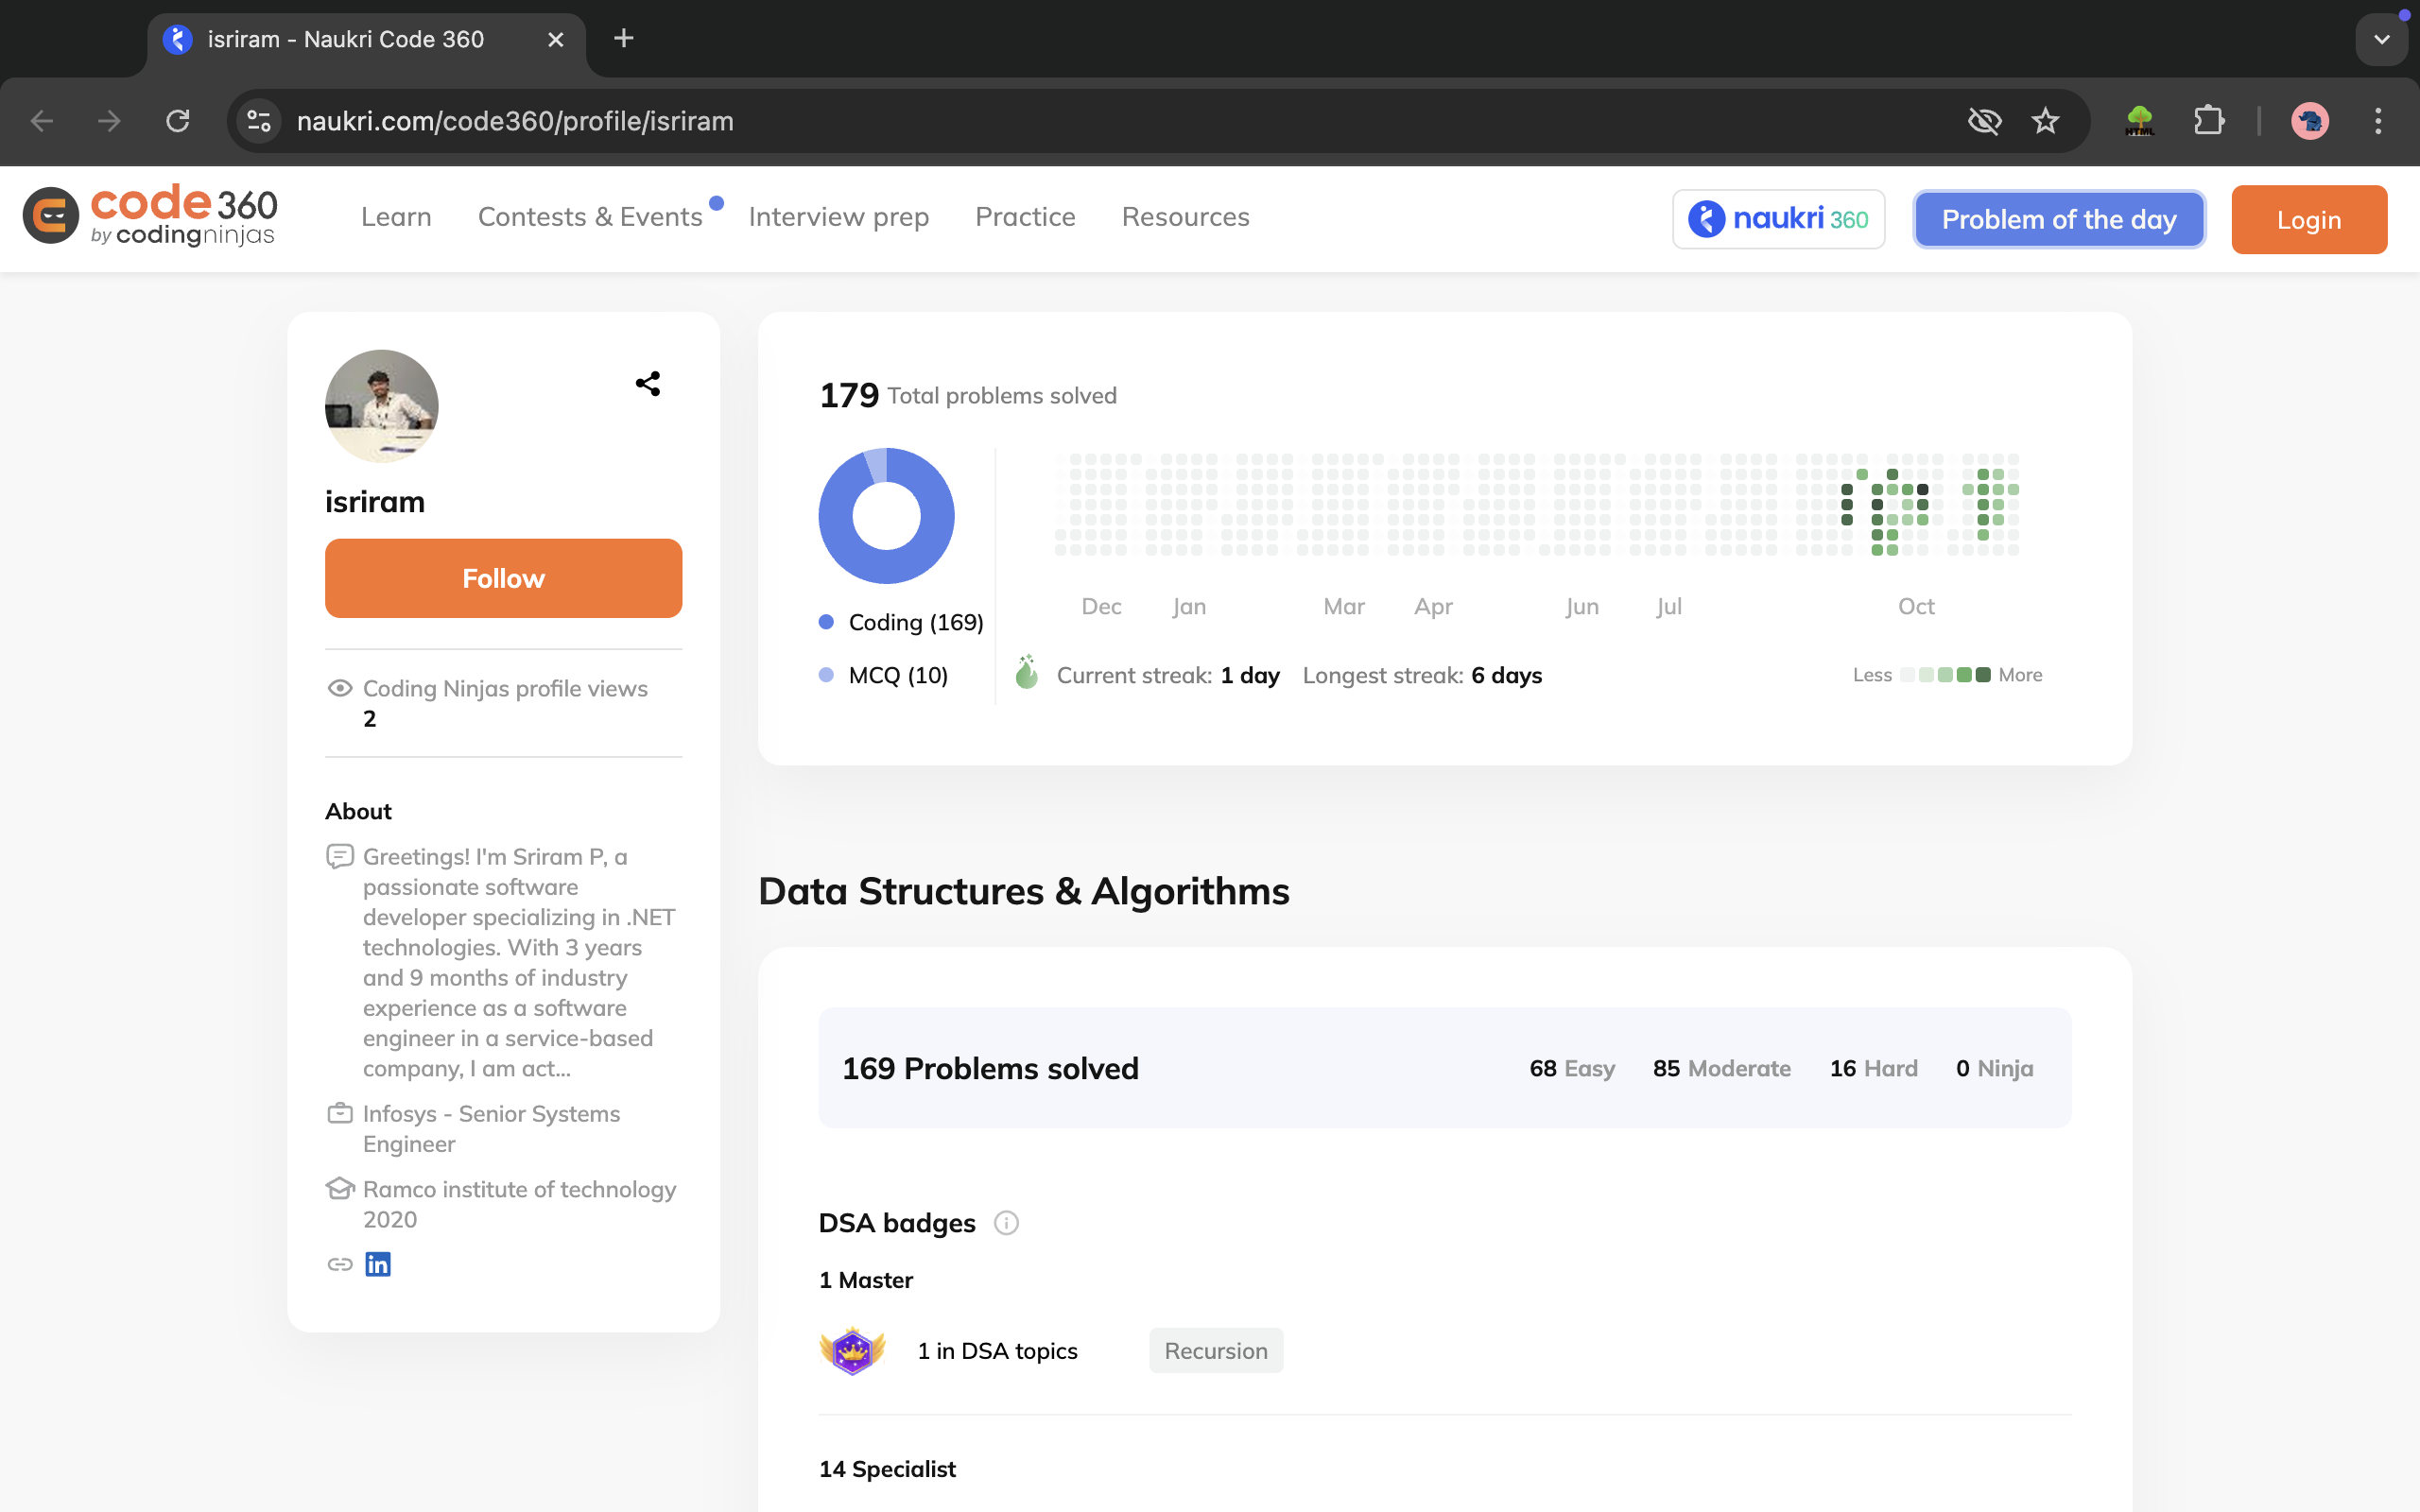 isriram - Naukri Code 360
naukri.com/code360/profile/isriram
HTML
code 360
by codingninjas
Learn
Contests & Events
Interview prep
Practice
Resources
naukri 360
Problem of the day
Login
isriram
Follow
Coding Ninjas profile views
2
About
Greetings! I'm Sriram P, a
passionate software
developer specializing in .NET
technologies. With 3 years
and 9 months of industry
experience as a software
engineer in a service-based
company, I am act...
Infosys - Senior Systems
Engineer
Ramco institute of technology
2020
in
179 Total problems solved
Coding (169)
MCQ (10)
Dec Jan Mar Apr Jun Jul Oct
Current streak: 1 day Longest streak: 6 days
Less More
Data Structures & Algorithms
169 Problems solved
68 Easy 85 Moderate 16 Hard 0 Ninja
DSA badges
1 Master
1 in DSA topics Recursion
14 Specialist